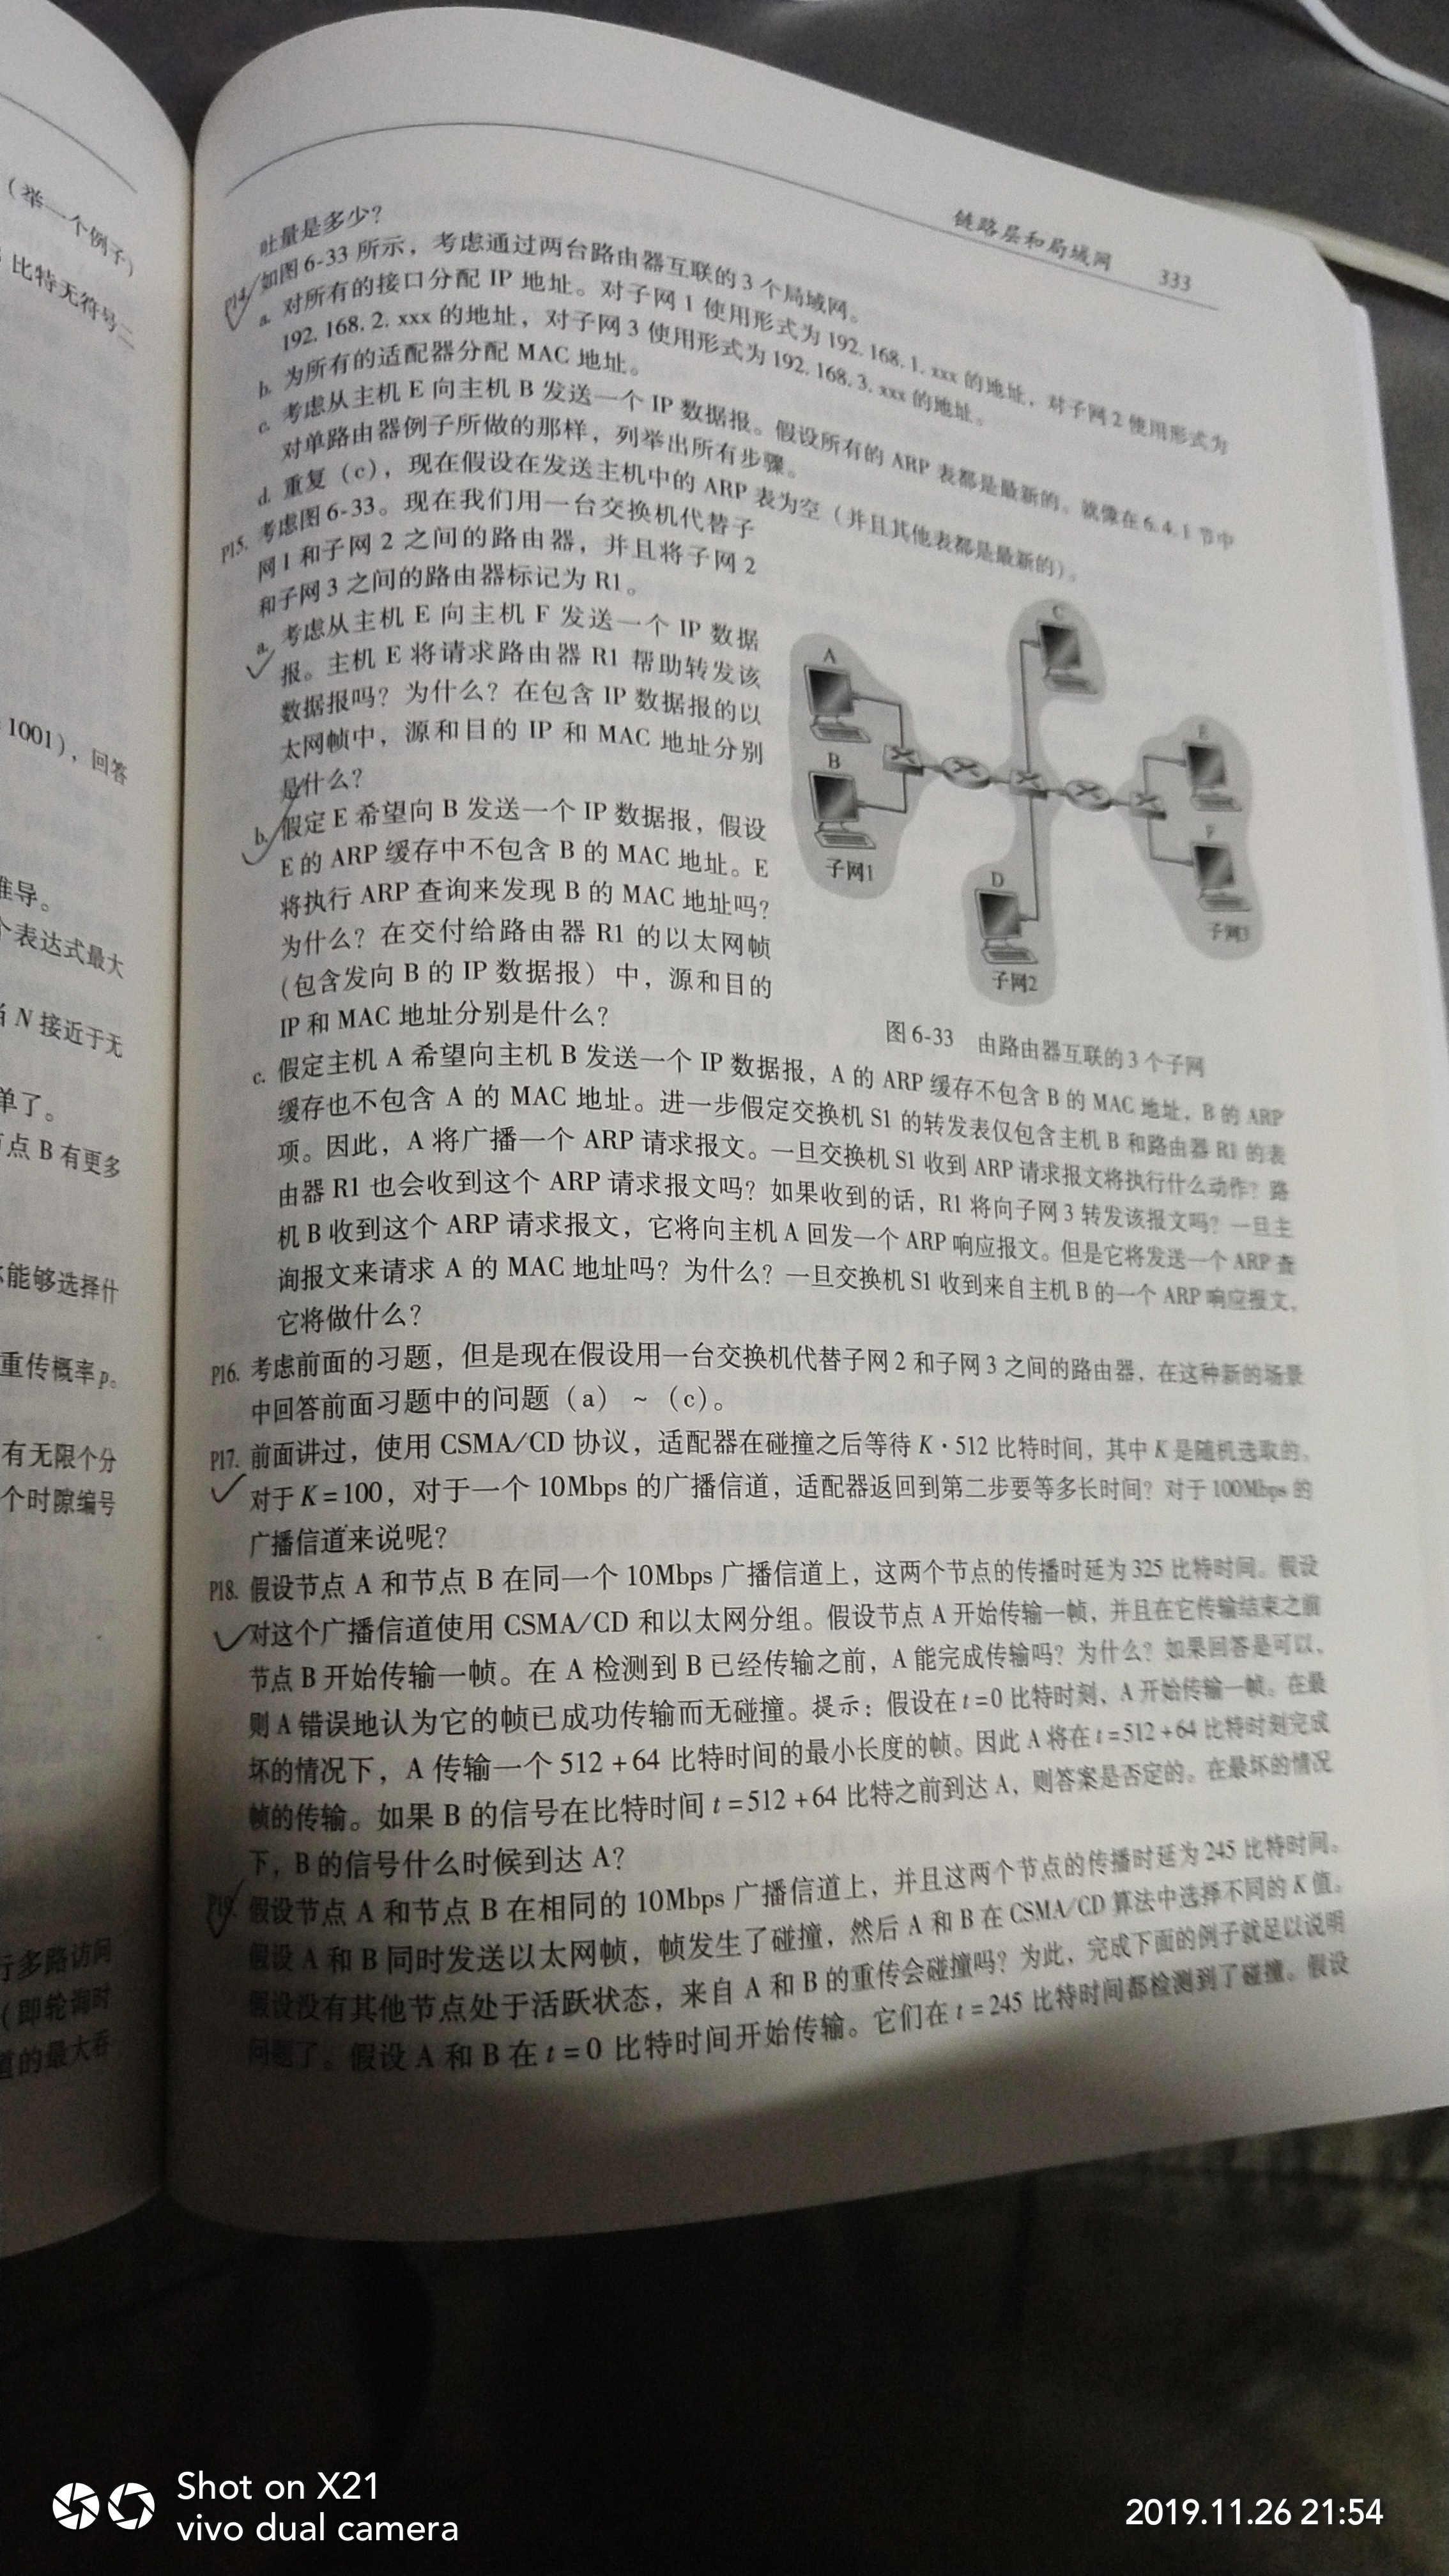 （举一个例子）
比特无符号二
1001），回答
推导。
个表达式最大
当 N 接近于无
单了。
点 B 有更多
能够选择什
重传概率 p。
有无限个分
个时隙编号
行多路访问
（即轮询时
道的最大吞
链路层和局域网 333
吐量是多少？
P14. 如图 6-33 所示，考虑通过两台路由器互联的 3 个局域网。
a. 对所有的接口分配 IP 地址。对子网 1 使用形式为 192. 168. 1. xxx 的地址，对子网 2 使用形式为
192. 168. 2. xxx 的地址，对子网 3 使用形式为 192. 168. 3. xxx 的地址。
b. 为所有的适配器分配 MAC 地址。
c. 考虑从主机 E 向主机 B 发送一个 IP 数据报。假设所有的 ARP 表都是最新的。就像在 6.4.1 节中
对单路由器例子所做的那样，列举出所有步骤。
d. 重复（c），现在假设在发送主机中的 ARP 表为空（并且其他表都是最新的）。
P15. 考虑图 6-33。现在我们用一台交换机代替子
网 1 和子网 2 之间的路由器，并且将子网 2
和子网 3 之间的路由器标记为 R1。
a. 考虑从主机 E 向主机 F 发送一个 IP 数据
报。主机 E 将请求路由器 R1 帮助转发该
数据报吗？为什么？在包含 IP 数据报的以
太网帧中，源和目的 IP 和 MAC 地址分别
是什么？
b. 假定 E 希望向 B 发送一个 IP 数据报，假设
E 的 ARP 缓存中不包含 B 的 MAC 地址。E
将执行 ARP 查询来发现 B 的 MAC 地址吗？
为什么？在交付给路由器 R1 的以太网帧
（包含发向 B 的 IP 数据报）中，源和目的
IP 和 MAC 地址分别是什么？
A
B
子网1
C
D
子网2
E
F
子网3
图 6-33 由路由器互联的 3 个子网
c. 假定主机 A 希望向主机 B 发送一个 IP 数据报，A 的 ARP 缓存不包含 B 的 MAC 地址，B 的 ARP
缓存也不包含 A 的 MAC 地址。进一步假定交换机 S1 的转发表仅包含主机 B 和路由器 R1 的表
项。因此，A 将广播一个 ARP 请求报文。一旦交换机 S1 收到 ARP 请求报文将执行什么动作？路
由器 R1 也会收到这个 ARP 请求报文吗？如果收到的话，R1 将向子网 3 转发该报文吗？一旦主
机 B 收到这个 ARP 请求报文，它将向主机 A 回发一个 ARP 响应报文。但是它将发送一个 ARP 查
询报文来请求 A 的 MAC 地址吗？为什么？一旦交换机 S1 收到来自主机 B 的一个 ARP 响应报文，
它将做什么？
P16. 考虑前面的习题，但是现在假设用一台交换机代替子网 2 和子网 3 之间的路由器，在这种新的场景
中回答前面习题中的问题（a）~（c）。
P17. 前面讲过，使用 CSMA/CD 协议，适配器在碰撞之后等待 K·512 比特时间，其中 K 是随机选取的。
对于 K = 100，对于一个 10Mbps 的广播信道，适配器返回到第二步要等多长时间？对于 100Mbps 的
广播信道来说呢？
P18. 假设节点 A 和节点 B 在同一个 10Mbps 广播信道上，这两个节点的传播时延为 325 比特时间。假设
对这个广播信道使用 CSMA/CD 和以太网分组。假设节点 A 开始传输一帧，并且在它传输结束之前
节点 B 开始传输一帧。在 A 检测到 B 已经传输之前，A 能完成传输吗？为什么？如果回答是可以，
则 A 错误地认为它的帧已成功传输而无碰撞。提示：假设在 t = 0 比特时刻，A 开始传输一帧。在最
坏的情况下，A 传输一个 512 + 64 比特时间的最小长度的帧。因此 A 将在 t = 512 + 64 比特时刻完成
帧的传输。如果 B 的信号在比特时间 t = 512 + 64 比特之前到达 A，则答案是否定的。在最坏的情况
下，B 的信号什么时候到达 A？
P19. 假设节点 A 和节点 B 在相同的 10Mbps 广播信道上，并且这两个节点的传播时延为 245 比特时间。
假设 A 和 B 同时发送以太网帧，帧发生了碰撞，然后 A 和 B 在 CSMA/CD 算法中选择不同的 K 值。
假设没有其他节点处于活跃状态，来自 A 和 B 的重传会碰撞吗？为此，完成下面的例子就足以说明
问题了。假设 A 和 B 在 t = 0 比特时间开始传输。它们在 t = 245 比特时间都检测到了碰撞。假设
Shot on X21
vivo dual camera
2019.11.26 21:54